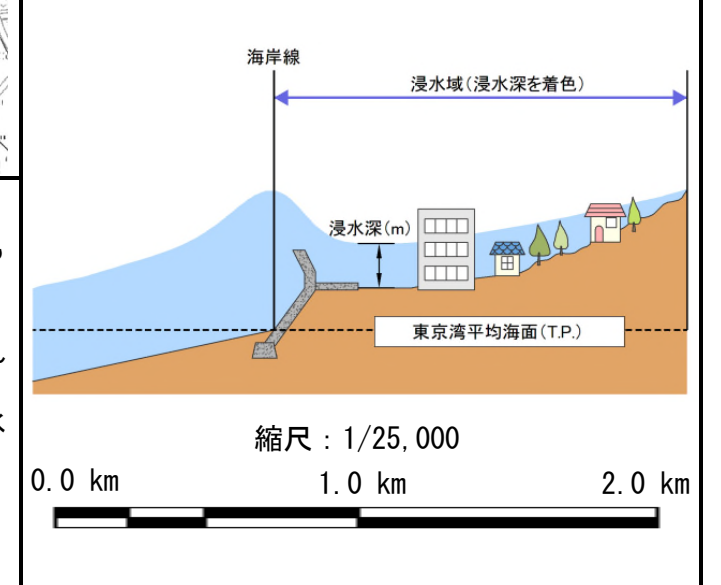 海岸線
浸水域（浸水深を着色）
浸水深（m）
東京湾平均海面（T.P.）
縮尺：1/25,000
0.0 km 1.0 km 2.0 km